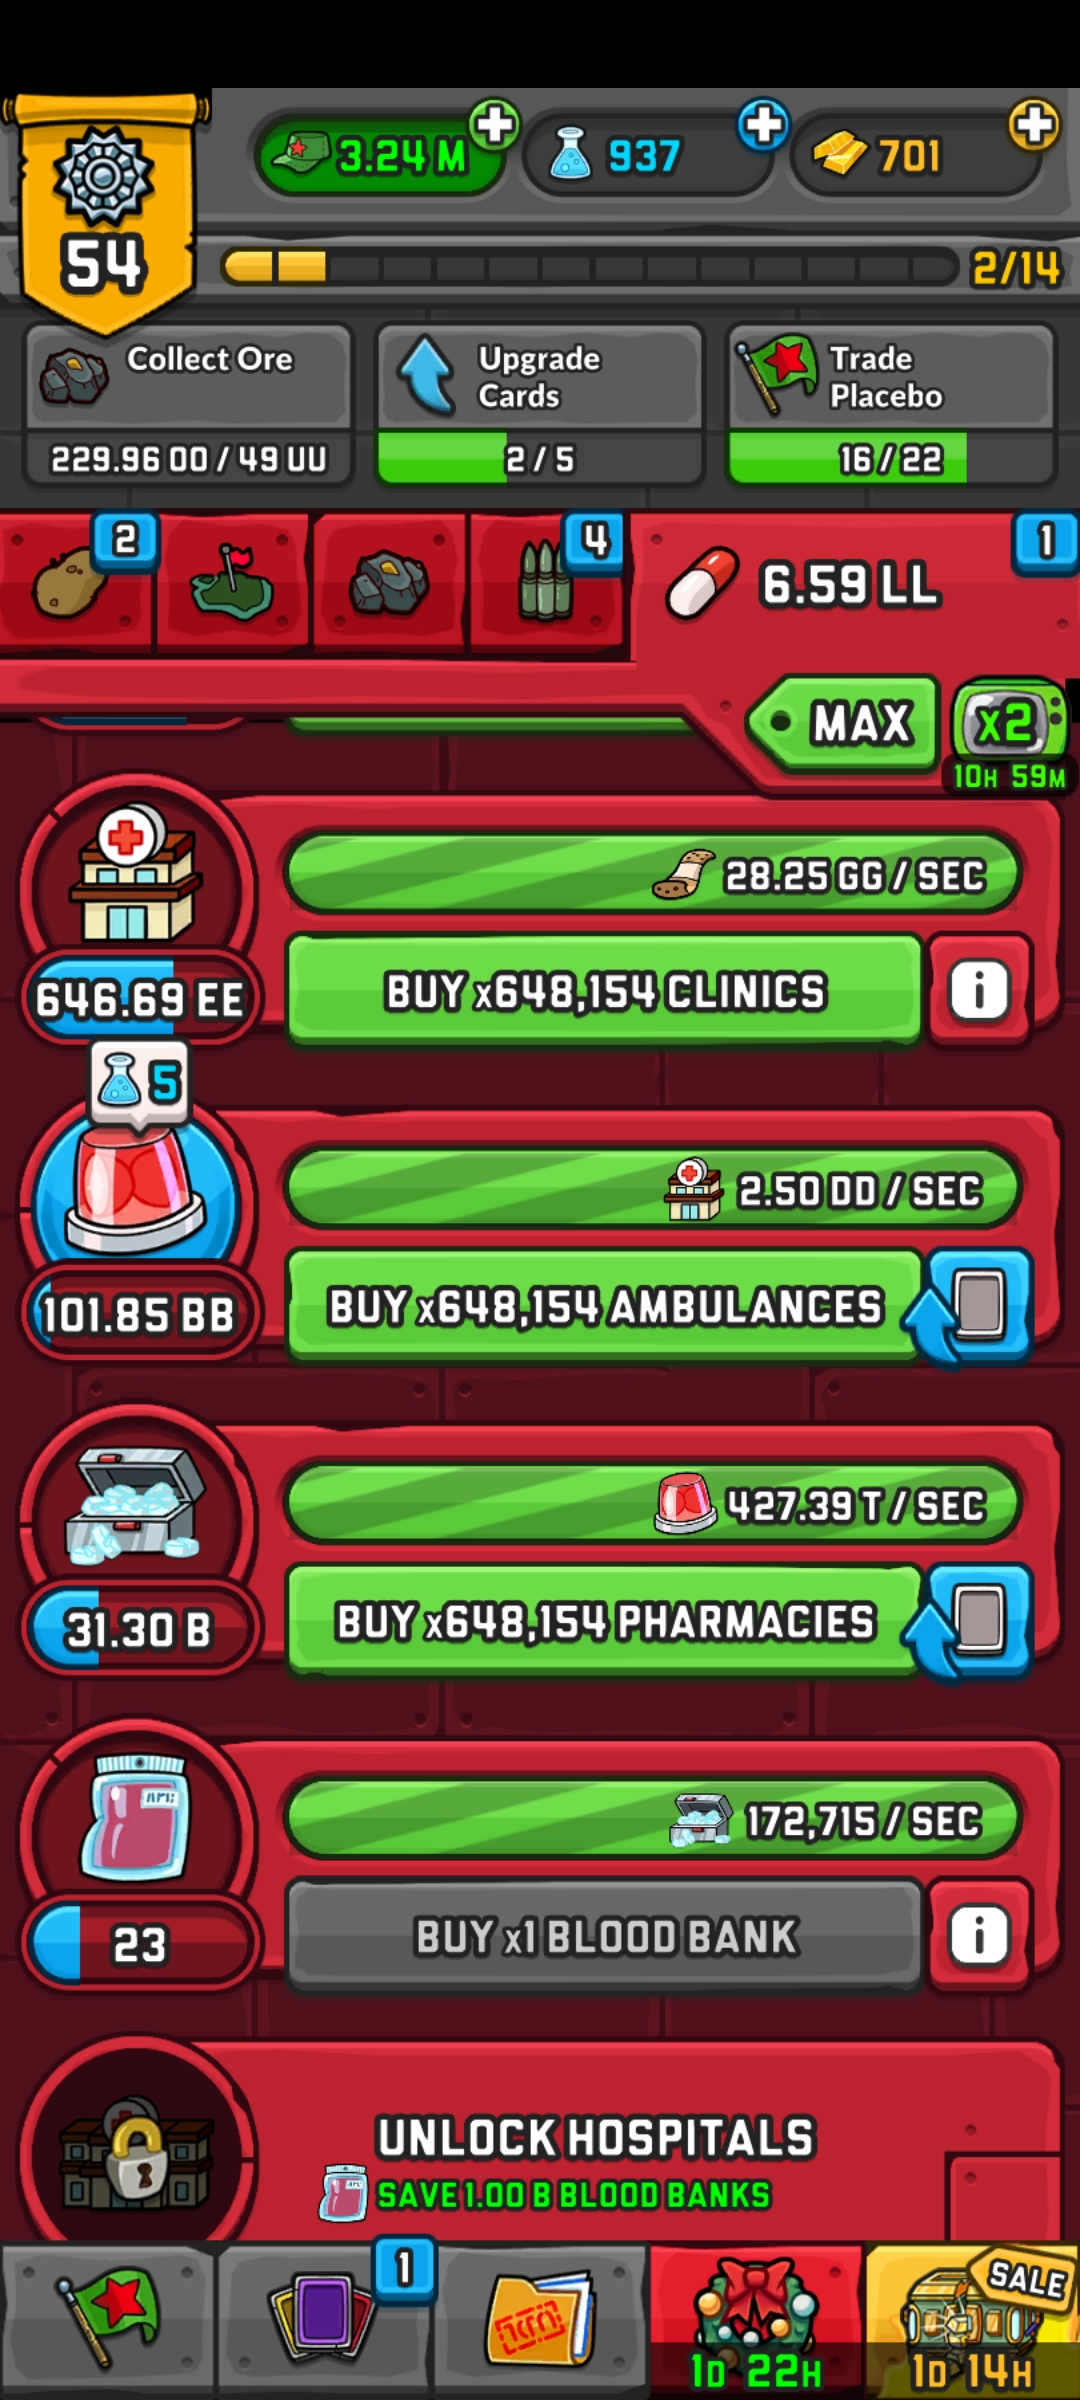 3.24 M
937
701
54
2/14
Collect Ore
229.96 OO / 49 UU
Upgrade
Cards
2 / 5
Trade
Placebo
16 / 22
2
4
6.59 LL
1
MAX
x2
10H 59M
28.25 GG / SEC
646.69 EE
BUY x648,154 CLINICS
i
5
2.50 DD / SEC
101.85 BB
BUY x648,154 AMBULANCES
427.39 T / SEC
31.30 B
BUY x648,154 PHARMACIES
172,715 / SEC
23
BUY x1 BLOOD BANK
i
UNLOCK HOSPITALS
SAVE 1.00 B BLOOD BANKS
1
SALE
1D 22H
1D 14H